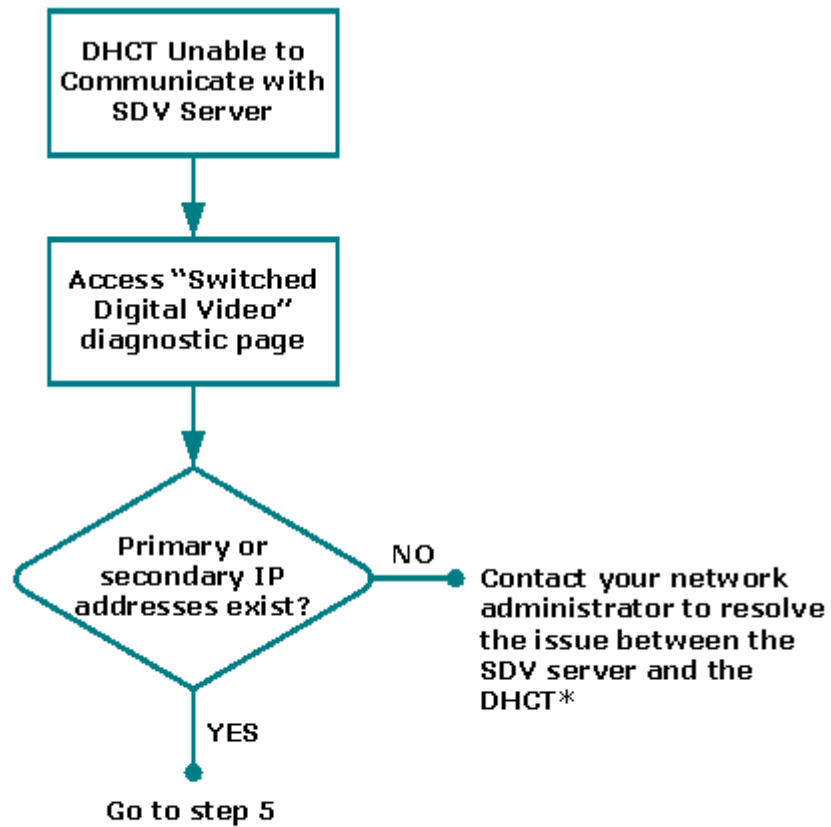 DHCT Unable to
Communicate with
SDV Server
Access “Switched
Digital Video”
diagnostic page
Primary or
secondary IP
addresses exist?
NO
Contact your network
administrator to resolve
the issue between the
SDV server and the
DHCT*
YES
Go to step 5